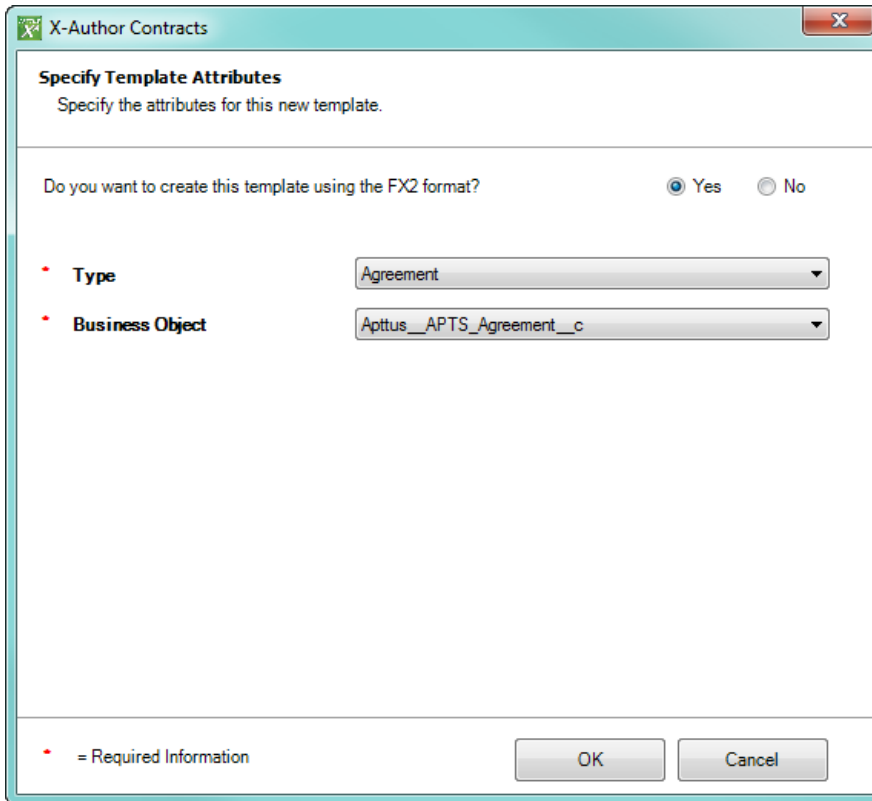 X-Author Contracts
Specify Template Attributes
Specify the attributes for this new template.
Do you want to create this template using the FX2 format? Yes No
* Type Agreement
* Business Object Apttus__APTS_Agreement__c
* = Required Information OK Cancel